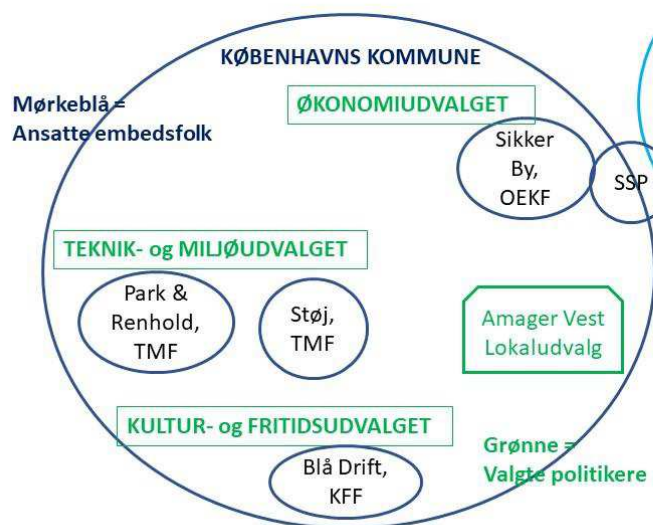 KØBENHAVNS KOMMUNE
Mørkeblå =
Ansatte embedsfolk
ØKONOMIUDVALGET
Sikker
By,
OEKF
SSP
TEKNIK- og MILJØUDVALGET
Park &
Renhold,
TMF
Støj,
TMF
Amager Vest
Lokaludvalg
KULTUR- og FRITIDSUDVALGET
Blå Drift,
KFF
Grønne =
Valgte politikere